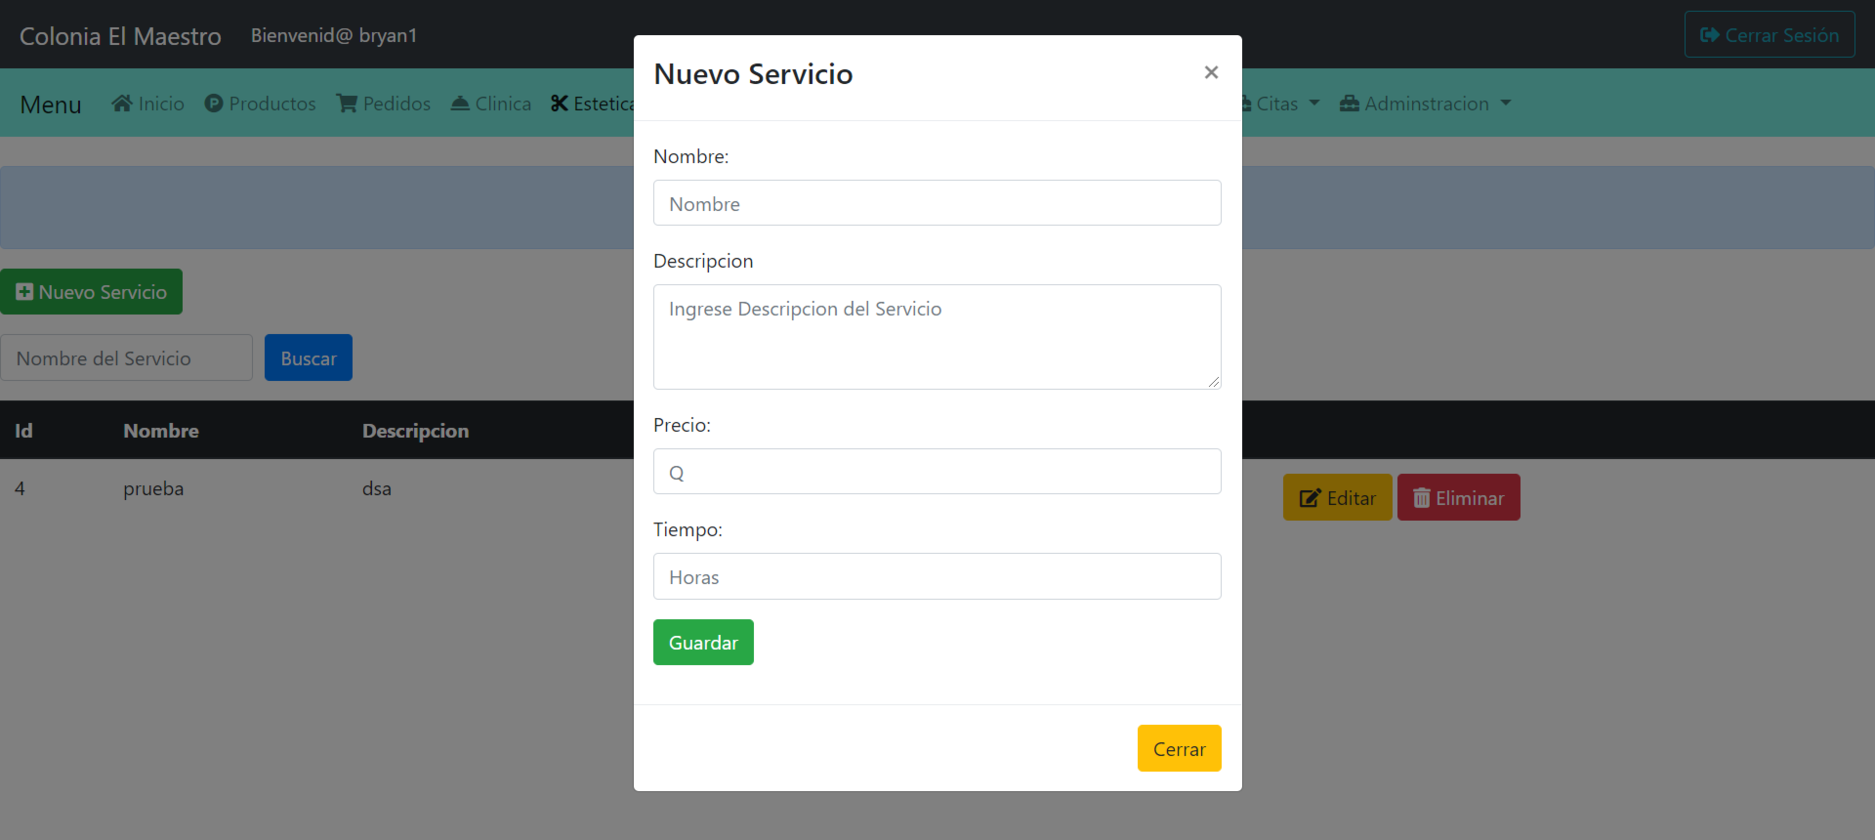 Colonia El Maestro Bienvenid@ bryan1 Cerrar Sesión
Menu Inicio Productos Pedidos Clinica Estetica Citas Adminstracion
Nuevo Servicio ×
Nombre:
Nombre
Descripcion
Ingrese Descripcion del Servicio
Precio:
Q
Tiempo:
Horas
Guardar
Cerrar
Nuevo Servicio
Nombre del Servicio Buscar
Id Nombre Descripcion
4 prueba dsa Editar Eliminar